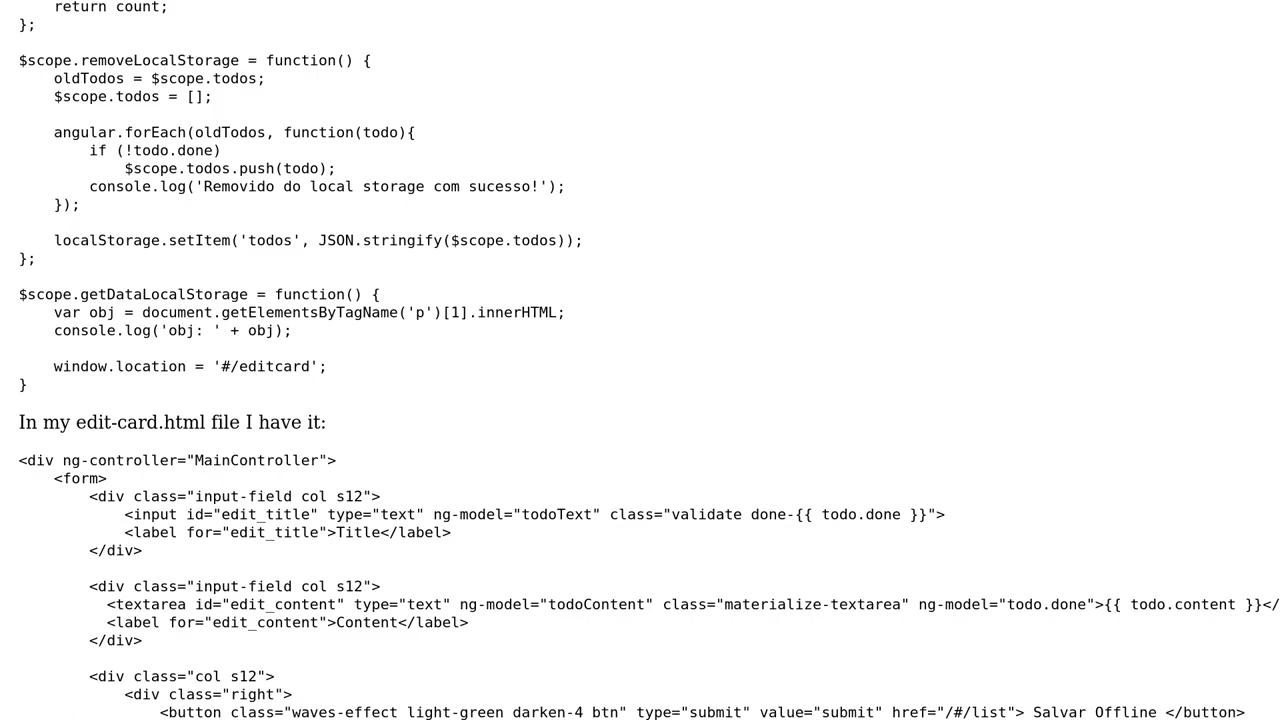 return count;
};

$scope.removeLocalStorage = function() {
    oldTodos = $scope.todos;
    $scope.todos = [];

    angular.forEach(oldTodos, function(todo){
        if (!todo.done)
            $scope.todos.push(todo);
        console.log('Removido do local storage com sucesso!');
    });

    localStorage.setItem('todos', JSON.stringify($scope.todos));
};

$scope.getDataLocalStorage = function() {
    var obj = document.getElementsByTagName('p')[1].innerHTML;
    console.log('obj: ' + obj);

    window.location = '#/editcard';
}

In my edit-card.html file I have it:

<div ng-controller="MainController">
    <form>
        <div class="input-field col s12">
            <input id="edit_title" type="text" ng-model="todoText" class="validate done-{{ todo.done }}">
            <label for="edit_title">Title</label>
        </div>

        <div class="input-field col s12">
          <textarea id="edit_content" type="text" ng-model="todoContent" class="materialize-textarea" ng-model="todo.done">{{ todo.content }}</
          <label for="edit_content">Content</label>
        </div>

        <div class="col s12">
            <div class="right">
                <button class="waves-effect light-green darken-4 btn" type="submit" value="submit" href="/#/list"> Salvar Offline </button>